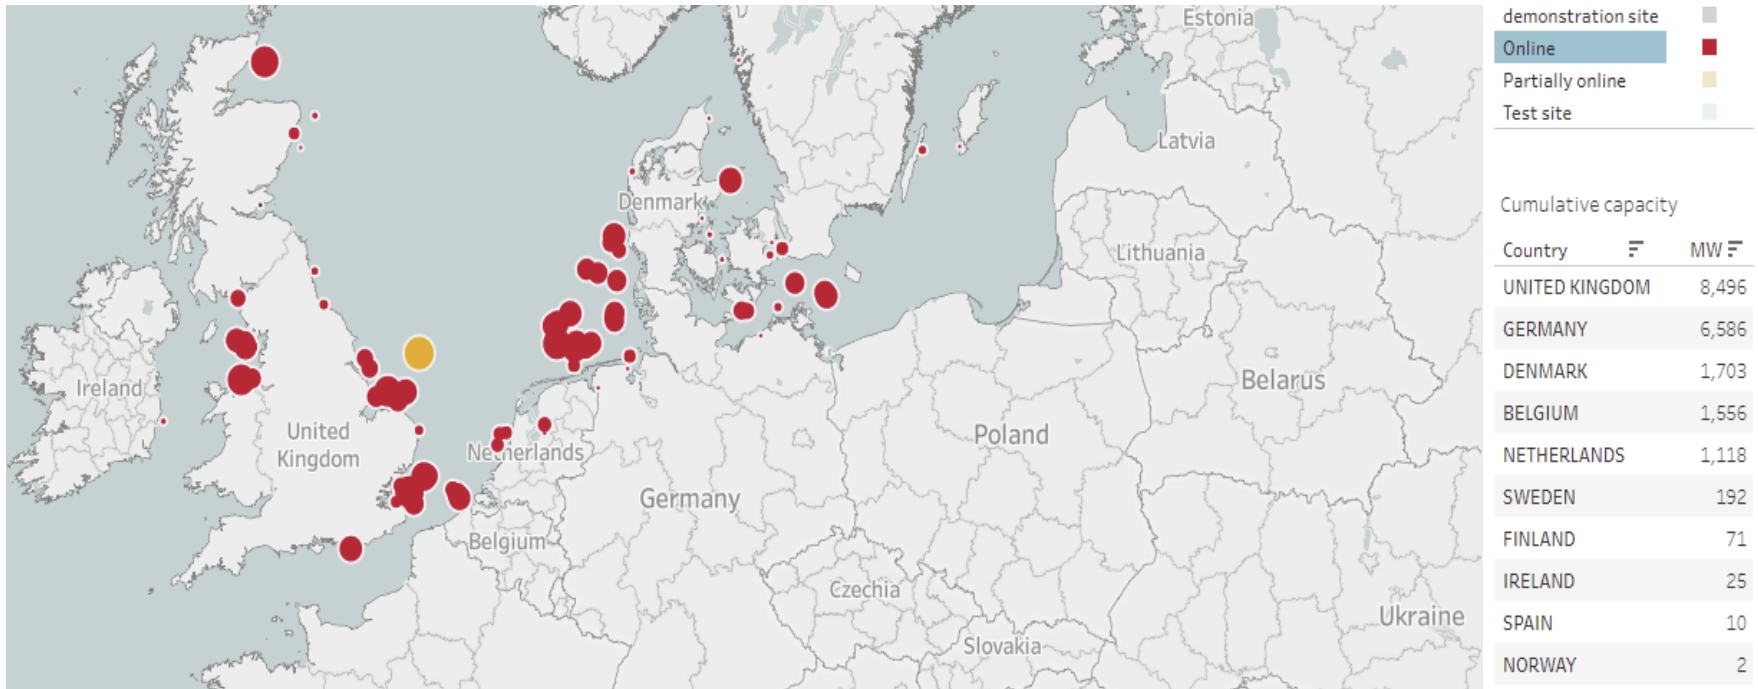 Estonia
Latvia
Denmark
Lithuania
Ireland
Belarus
United
Kingdom
Netherlands
Poland
Germany
Belgium
Czechia
Ukraine
Slovakia
demonstration site
Online
Partially online
Test site
Cumulative capacity
Country MW
UNITED KINGDOM 8,496
GERMANY 6,586
DENMARK 1,703
BELGIUM 1,556
NETHERLANDS 1,118
SWEDEN 192
FINLAND 71
IRELAND 25
SPAIN 10
NORWAY 2